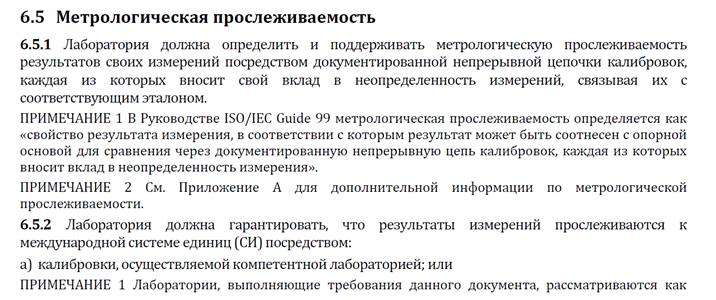 6.5 Метрологическая прослеживаемость
6.5.1 Лаборатория должна определить и поддерживать метрологическую прослеживаемость
результатов своих измерений посредством документированной непрерывной цепочки калибровок,
каждая из которых вносит свой вклад в неопределенность измерений, связывая их с
соответствующим эталоном.
ПРИМЕЧАНИЕ 1 В Руководстве ISO/IEC Guide 99 метрологическая прослеживаемость определяется как
«свойство результата измерения, в соответствии с которым результат может быть соотнесен с опорной
основой для сравнения через документированную непрерывную цепь калибровок, каждая из которых
вносит вклад в неопределенность измерения».
ПРИМЕЧАНИЕ 2 См. Приложение А для дополнительной информации по метрологической
прослеживаемости.
6.5.2 Лаборатория должна гарантировать, что результаты измерений прослеживаются к
международной системе единиц (СИ) посредством:
а) калибровки, осуществляемой компетентной лабораторией; или
ПРИМЕЧАНИЕ 1 Лаборатории, выполняющие требования данного документа, рассматриваются как